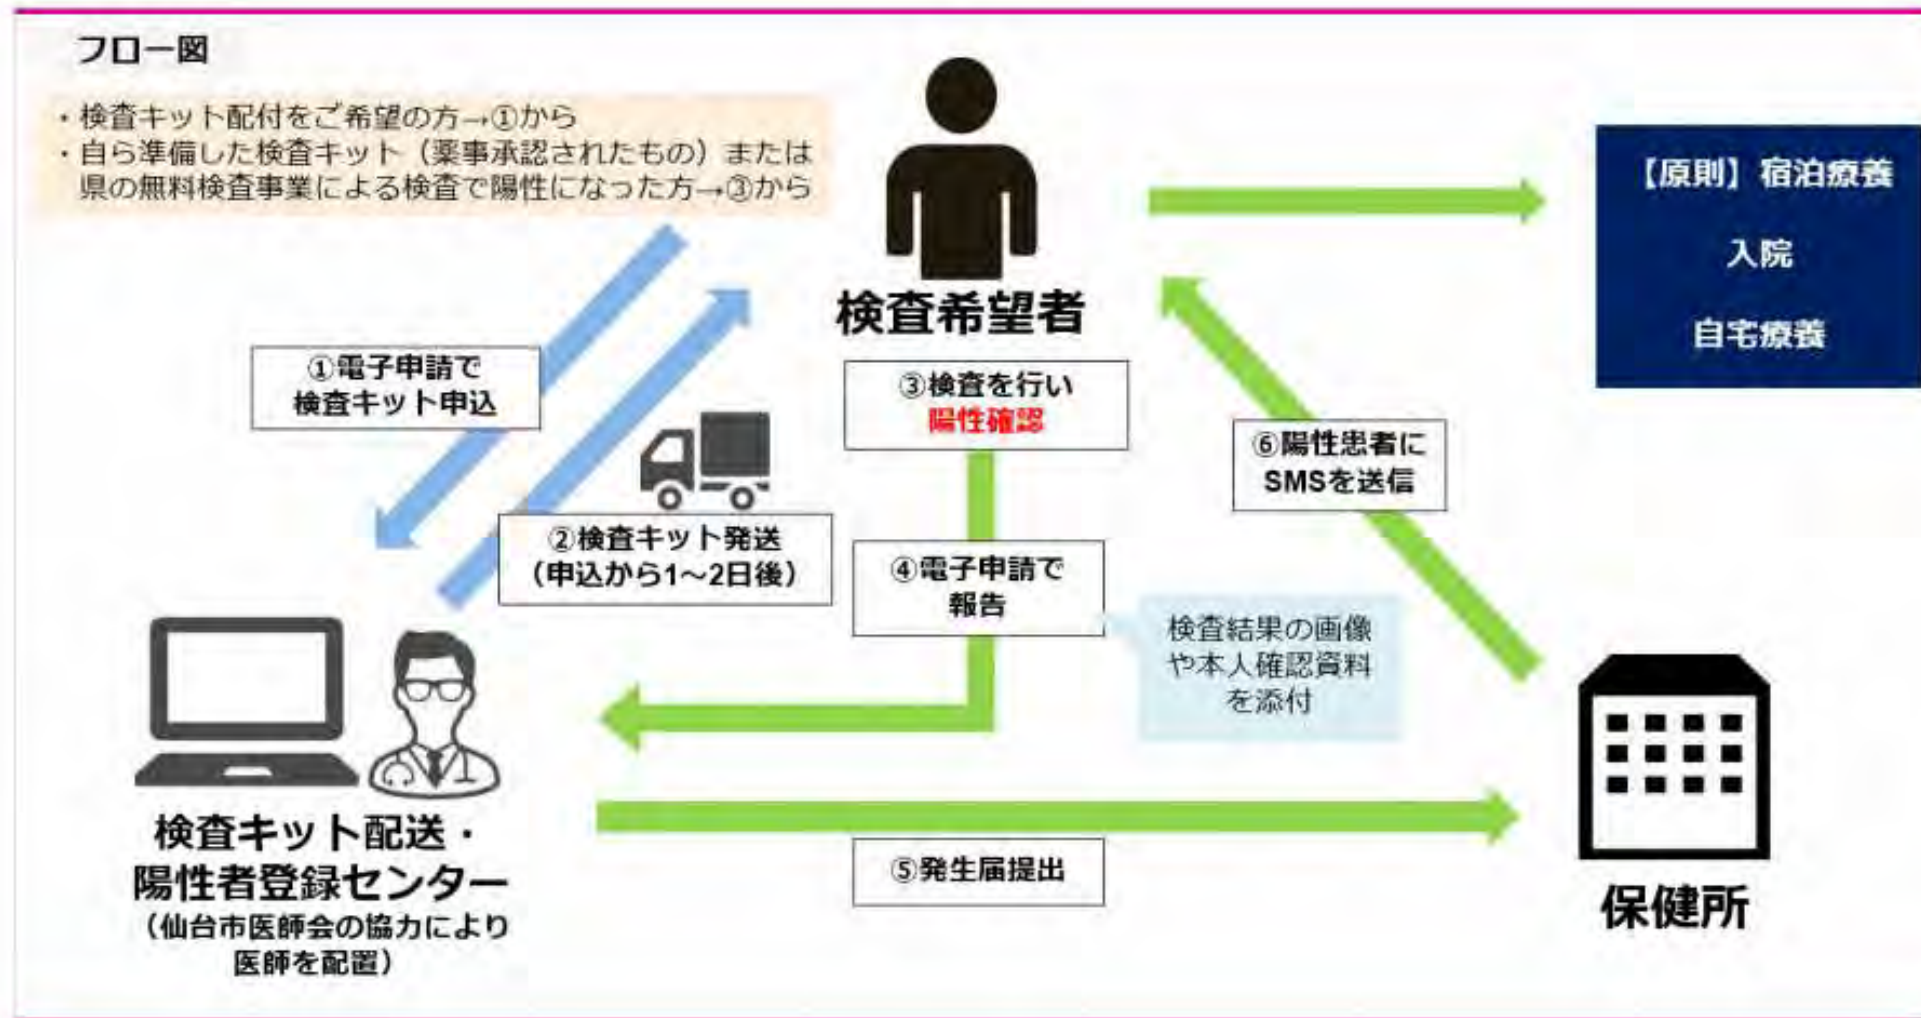 フロー図
・検査キット配付をご希望の方→①から
・自ら準備した検査キット（薬事承認されたもの）または
県の無料検査事業による検査で陽性になった方→③から
検査希望者
【原則】宿泊療養
入院
自宅療養
①電子申請で
検査キット申込
②検査キット発送
（申込から1～2日後）
③検査を行い
陽性確認
④電子申請で
報告
検査結果の画像
や本人確認資料
を添付
⑥陽性患者に
SMSを送信
検査キット配送・
陽性者登録センター
（仙台市医師会の協力により
医師を配置）
⑤発生届提出
保健所